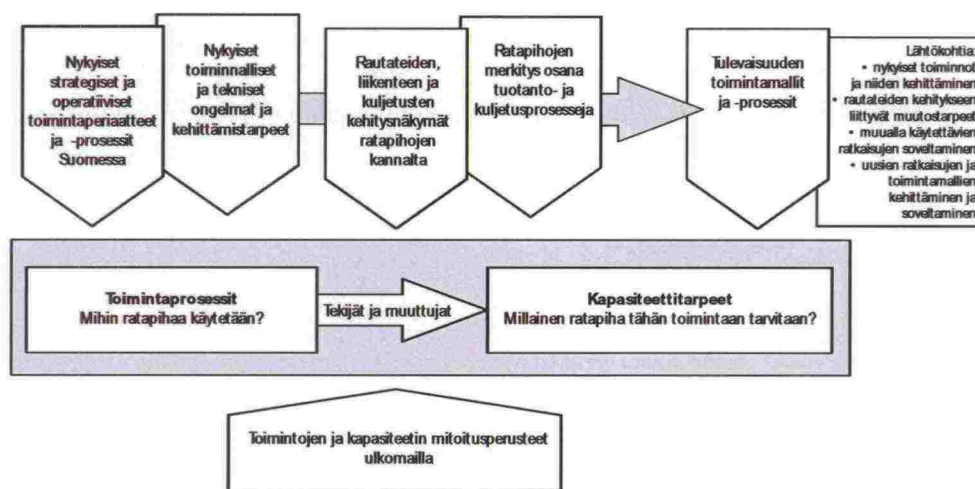 Nykyiset
strategiset ja
operatiiviset
toimintaperiaatteet
ja -prosessit
Suomessa
Nykyiset
toiminnalliset
ja tekniset
ongelmat ja
kehittämistarpeet
Rautateiden,
liikenteen ja
kuljetusten
kehitysnäkymät
ratapihojen
kannalta
Ratapihojen
merkitys osana
tuotanto- ja
kuljetusprosesseja
Tulevaisuuden
toimintamallit
ja -prosessit
Lähtökohtia:
• nykyiset toiminnot
ja niiden kehittäminen
• rautateiden kehitykseen
liittyvät muutostarpeet
• muualla käytettävien
ratkaisujen soveltaminen
• uusien ratkaisujen ja
toimintamallien
kehittäminen ja
soveltaminen
Toimintaprosessit
Mihin ratapihaa käytetään?
Tekijät ja muuttujat
Kapasiteettitarpeet
Millainen ratapiha tähän toimintaan tarvitaan?
Toimintojen ja kapasiteetin mitoitusperusteet
ulkomailla